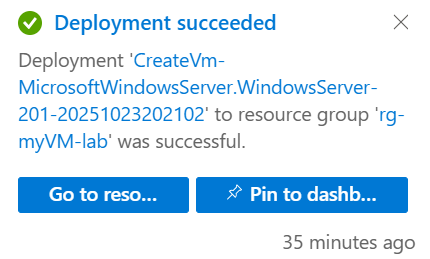 Deployment succeeded
Deployment 'CreateVm-
MicrosoftWindowsServer.WindowsServer-
201-20251023202102' to resource group 'rg-
myVM-lab' was successful.
Go to reso...
Pin to dashb...
35 minutes ago